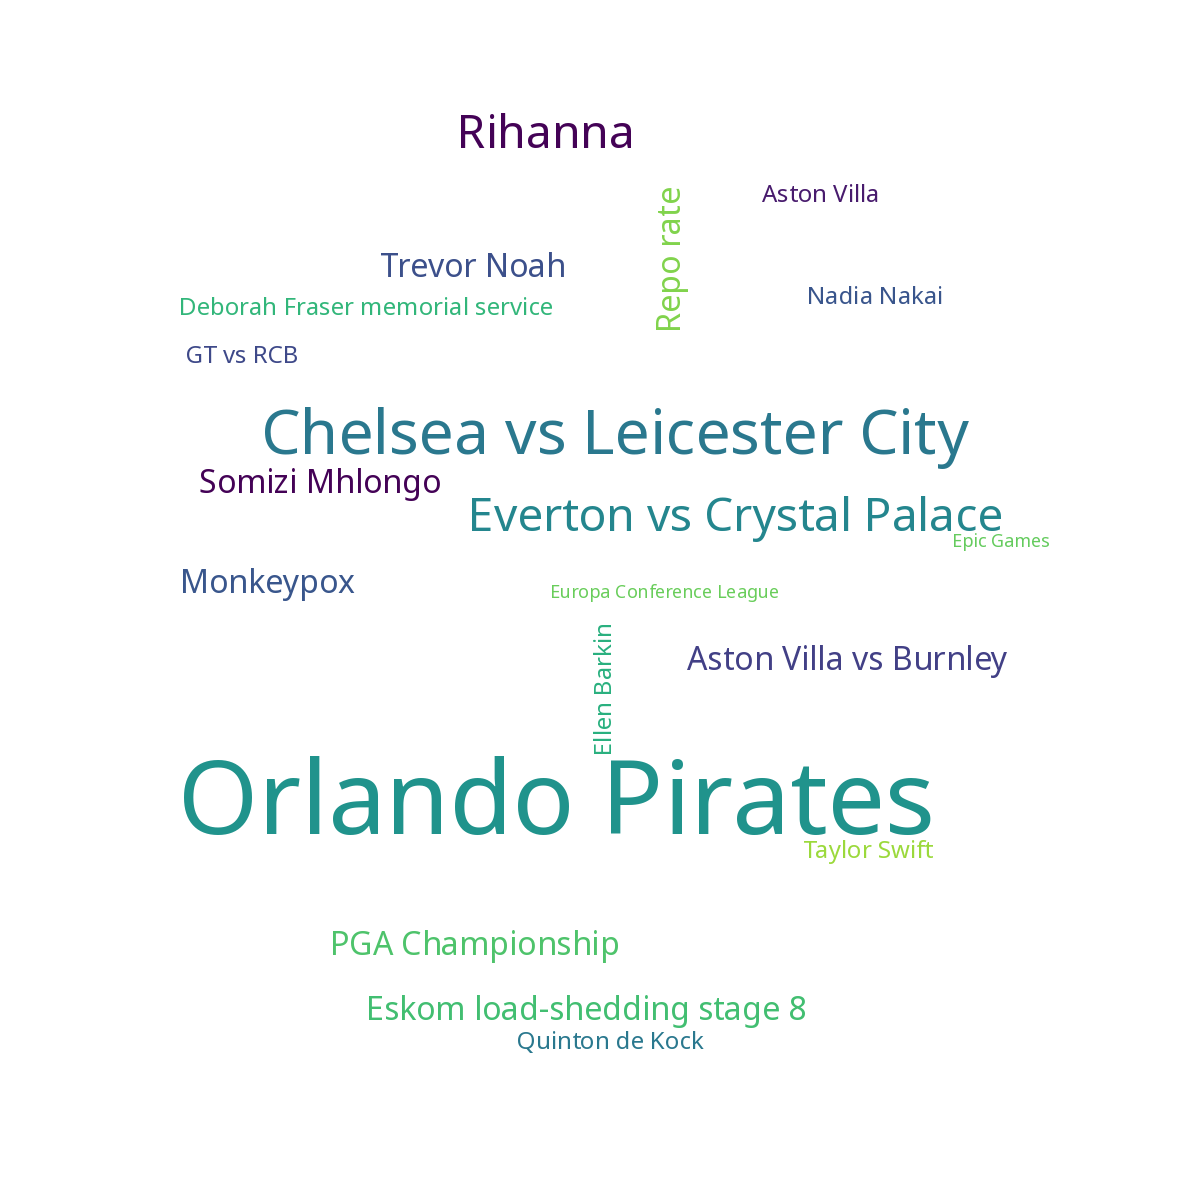 Rihanna
Aston Villa
Repo rate
Trevor Noah
Nadia Nakai
Deborah Fraser memorial service
GT vs RCB
Chelsea vs Leicester City
Somizi Mhlongo
Everton vs Crystal Palace
Epic Games
Monkeypox
Europa Conference League
Ellen Barkin
Aston Villa vs Burnley
Orlando Pirates
Taylor Swift
PGA Championship
Eskom load-shedding stage 8
Quinton de Kock